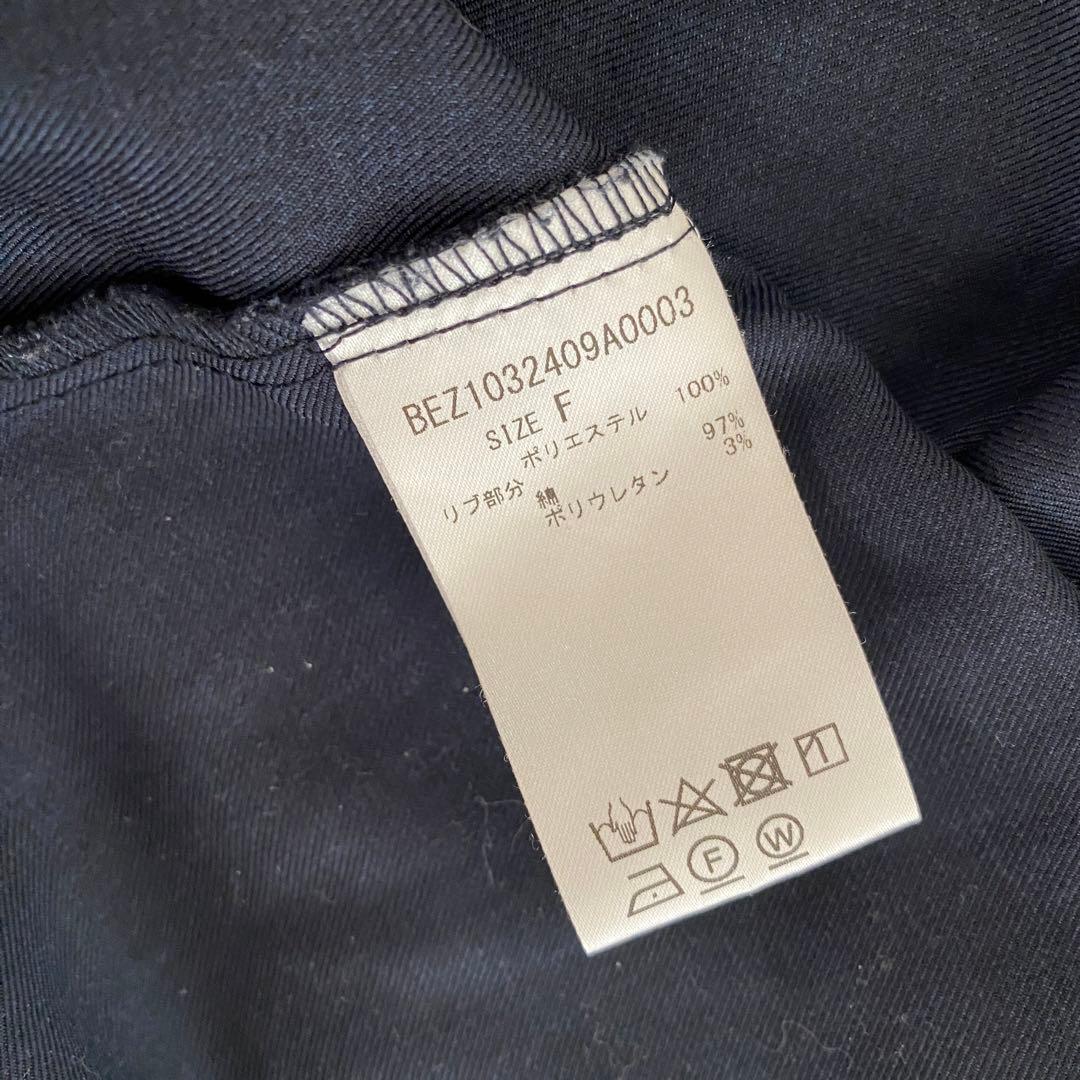 BEZ1032409A0003
SIZE F
ポリエステル 100%
リブ部分 綿 97%
ポリウレタン 3%
F W